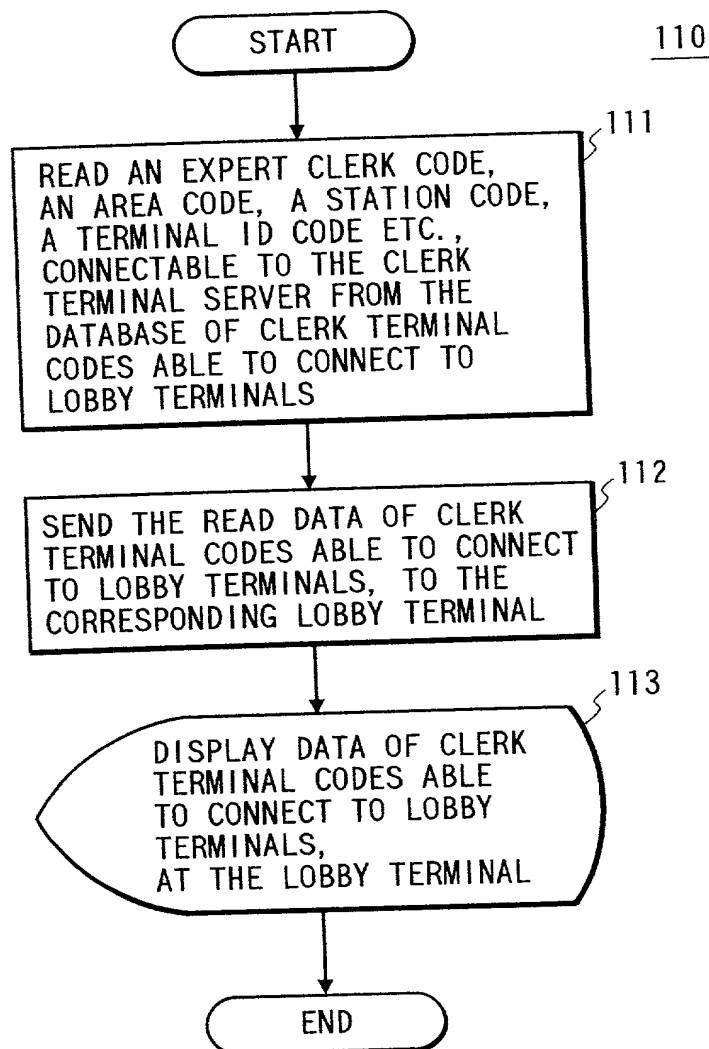 START
110
111
READ AN EXPERT CLERK CODE,
AN AREA CODE, A STATION CODE,
A TERMINAL ID CODE ETC.,
CONNECTABLE TO THE CLERK
TERMINAL SERVER FROM THE
DATABASE OF CLERK TERMINAL
CODES ABLE TO CONNECT TO
LOBBY TERMINALS
112
SEND THE READ DATA OF CLERK
TERMINAL CODES ABLE TO CONNECT
TO LOBBY TERMINALS, TO THE
CORRESPONDING LOBBY TERMINAL
113
DISPLAY DATA OF CLERK
TERMINAL CODES ABLE
TO CONNECT TO LOBBY
TERMINALS,
AT THE LOBBY TERMINAL
END